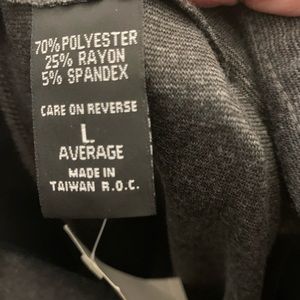 70% POLYESTER
25% RAYON
5% SPANDEX
CARE ON REVERSE
L
AVERAGE
MADE IN
TAIWAN R.O.C.